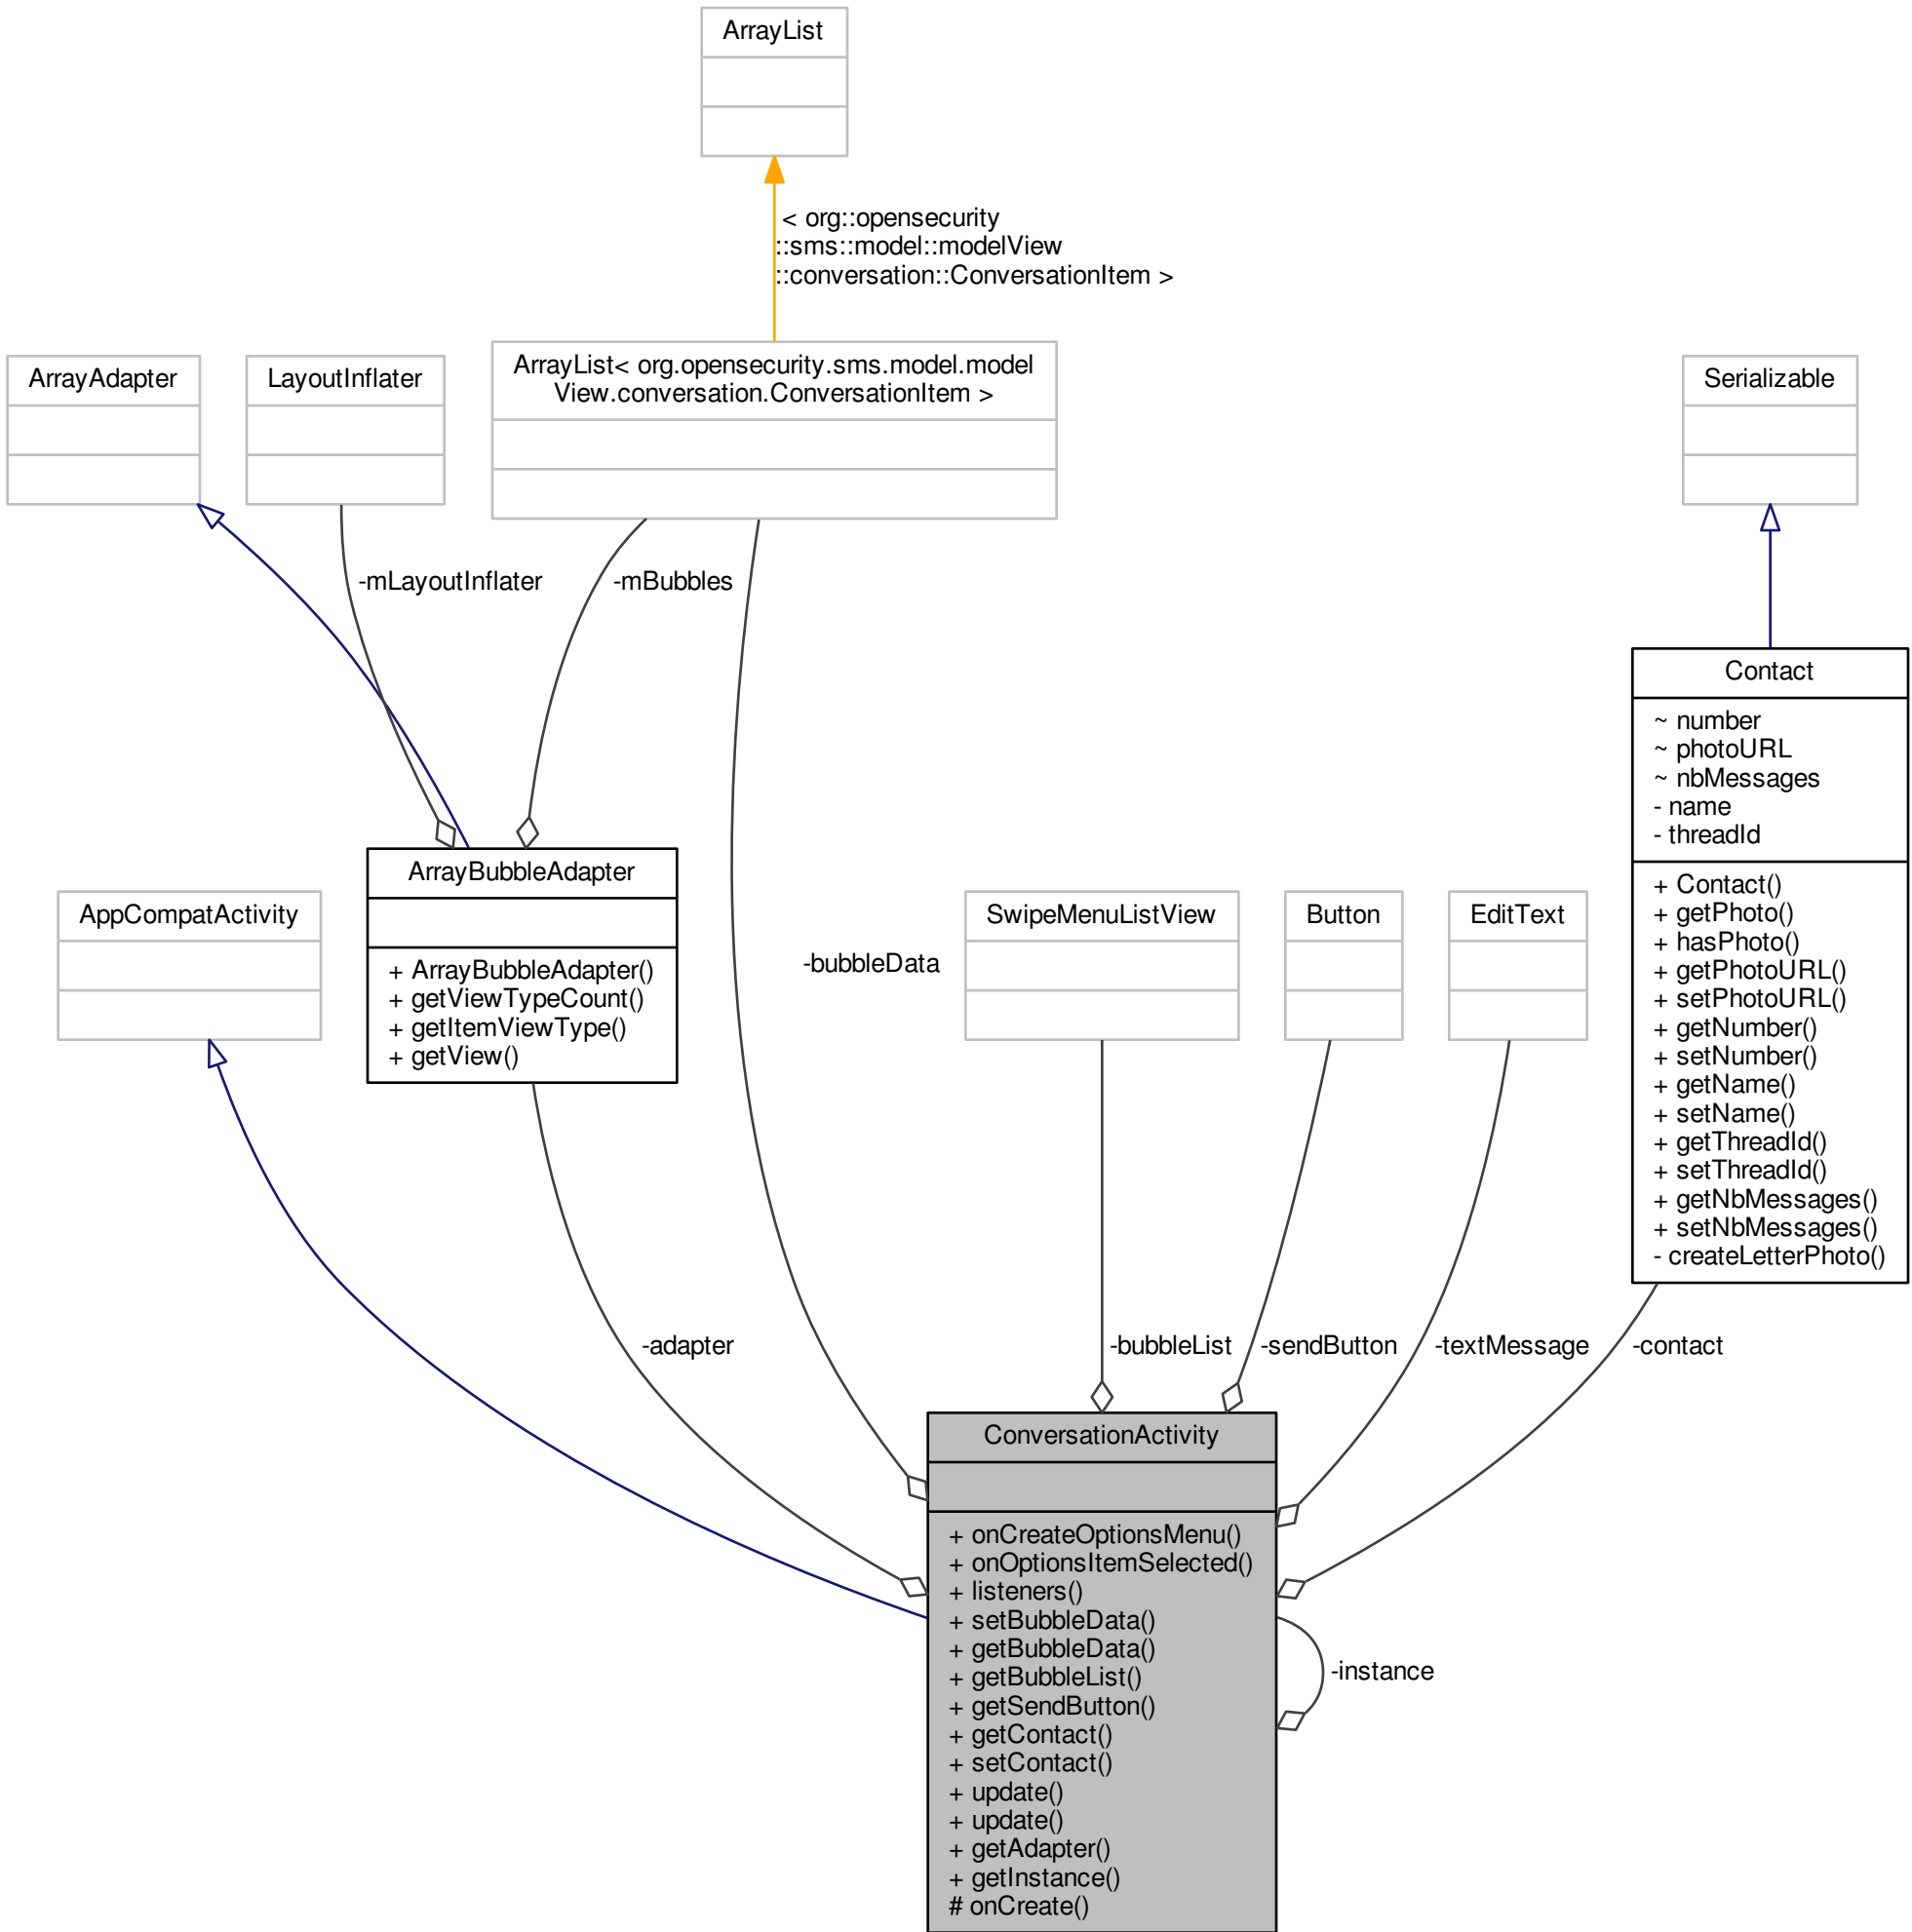 ArrayList
< org::opensecurity
::sms::model::modelView
::conversation::ConversationItem >
ArrayAdapter
LayoutInflater
ArrayList< org.opensecurity.sms.model.model
View.conversation.ConversationItem >
Serializable
-mLayoutInflater
-mBubbles
Contact
~ number
~ photoURL
~ nbMessages
- name
- threadId
+ Contact()
+ getPhoto()
+ hasPhoto()
+ getPhotoURL()
+ setPhotoURL()
+ getNumber()
+ setNumber()
+ getName()
+ setName()
+ getThreadId()
+ setThreadId()
+ getNbMessages()
+ setNbMessages()
- createLetterPhoto()
AppCompatActivity
ArrayBubbleAdapter
+ ArrayBubbleAdapter()
+ getViewTypeCount()
+ getItemViewType()
+ getView()
-bubbleData
SwipeMenuListView
Button
EditText
-adapter
-bubbleList
-sendButton
-textMessage
-contact
ConversationActivity
+ onCreateOptionsMenu()
+ onOptionsItemSelected()
+ listeners()
+ setBubbleData()
+ getBubbleData()
+ getBubbleList()
+ getSendButton()
+ getContact()
+ setContact()
+ update()
+ update()
+ getAdapter()
+ getInstance()
# onCreate()
-instance